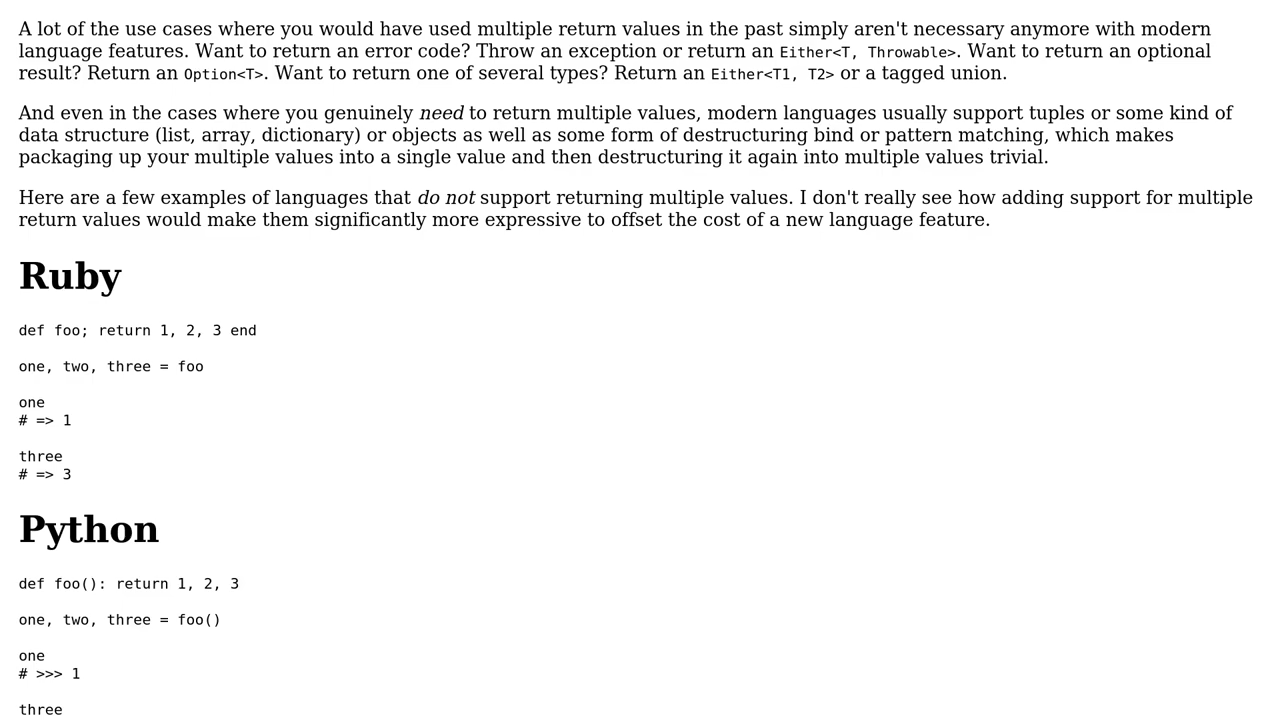 A lot of the use cases where you would have used multiple return values in the past simply aren't necessary anymore with modern
language features. Want to return an error code? Throw an exception or return an Either<T, Throwable>. Want to return an optional
result? Return an Option<T>. Want to return one of several types? Return an Either<T1, T2> or a tagged union.
And even in the cases where you genuinely need to return multiple values, modern languages usually support tuples or some kind of
data structure (list, array, dictionary) or objects as well as some form of destructuring bind or pattern matching, which makes
packaging up your multiple values into a single value and then destructuring it again into multiple values trivial.
Here are a few examples of languages that do not support returning multiple values. I don't really see how adding support for multiple
return values would make them significantly more expressive to offset the cost of a new language feature.
Ruby
def foo; return 1, 2, 3 end
one, two, three = foo
one
# => 1
three
# => 3
Python
def foo(): return 1, 2, 3
one, two, three = foo()
one
# >>> 1
three